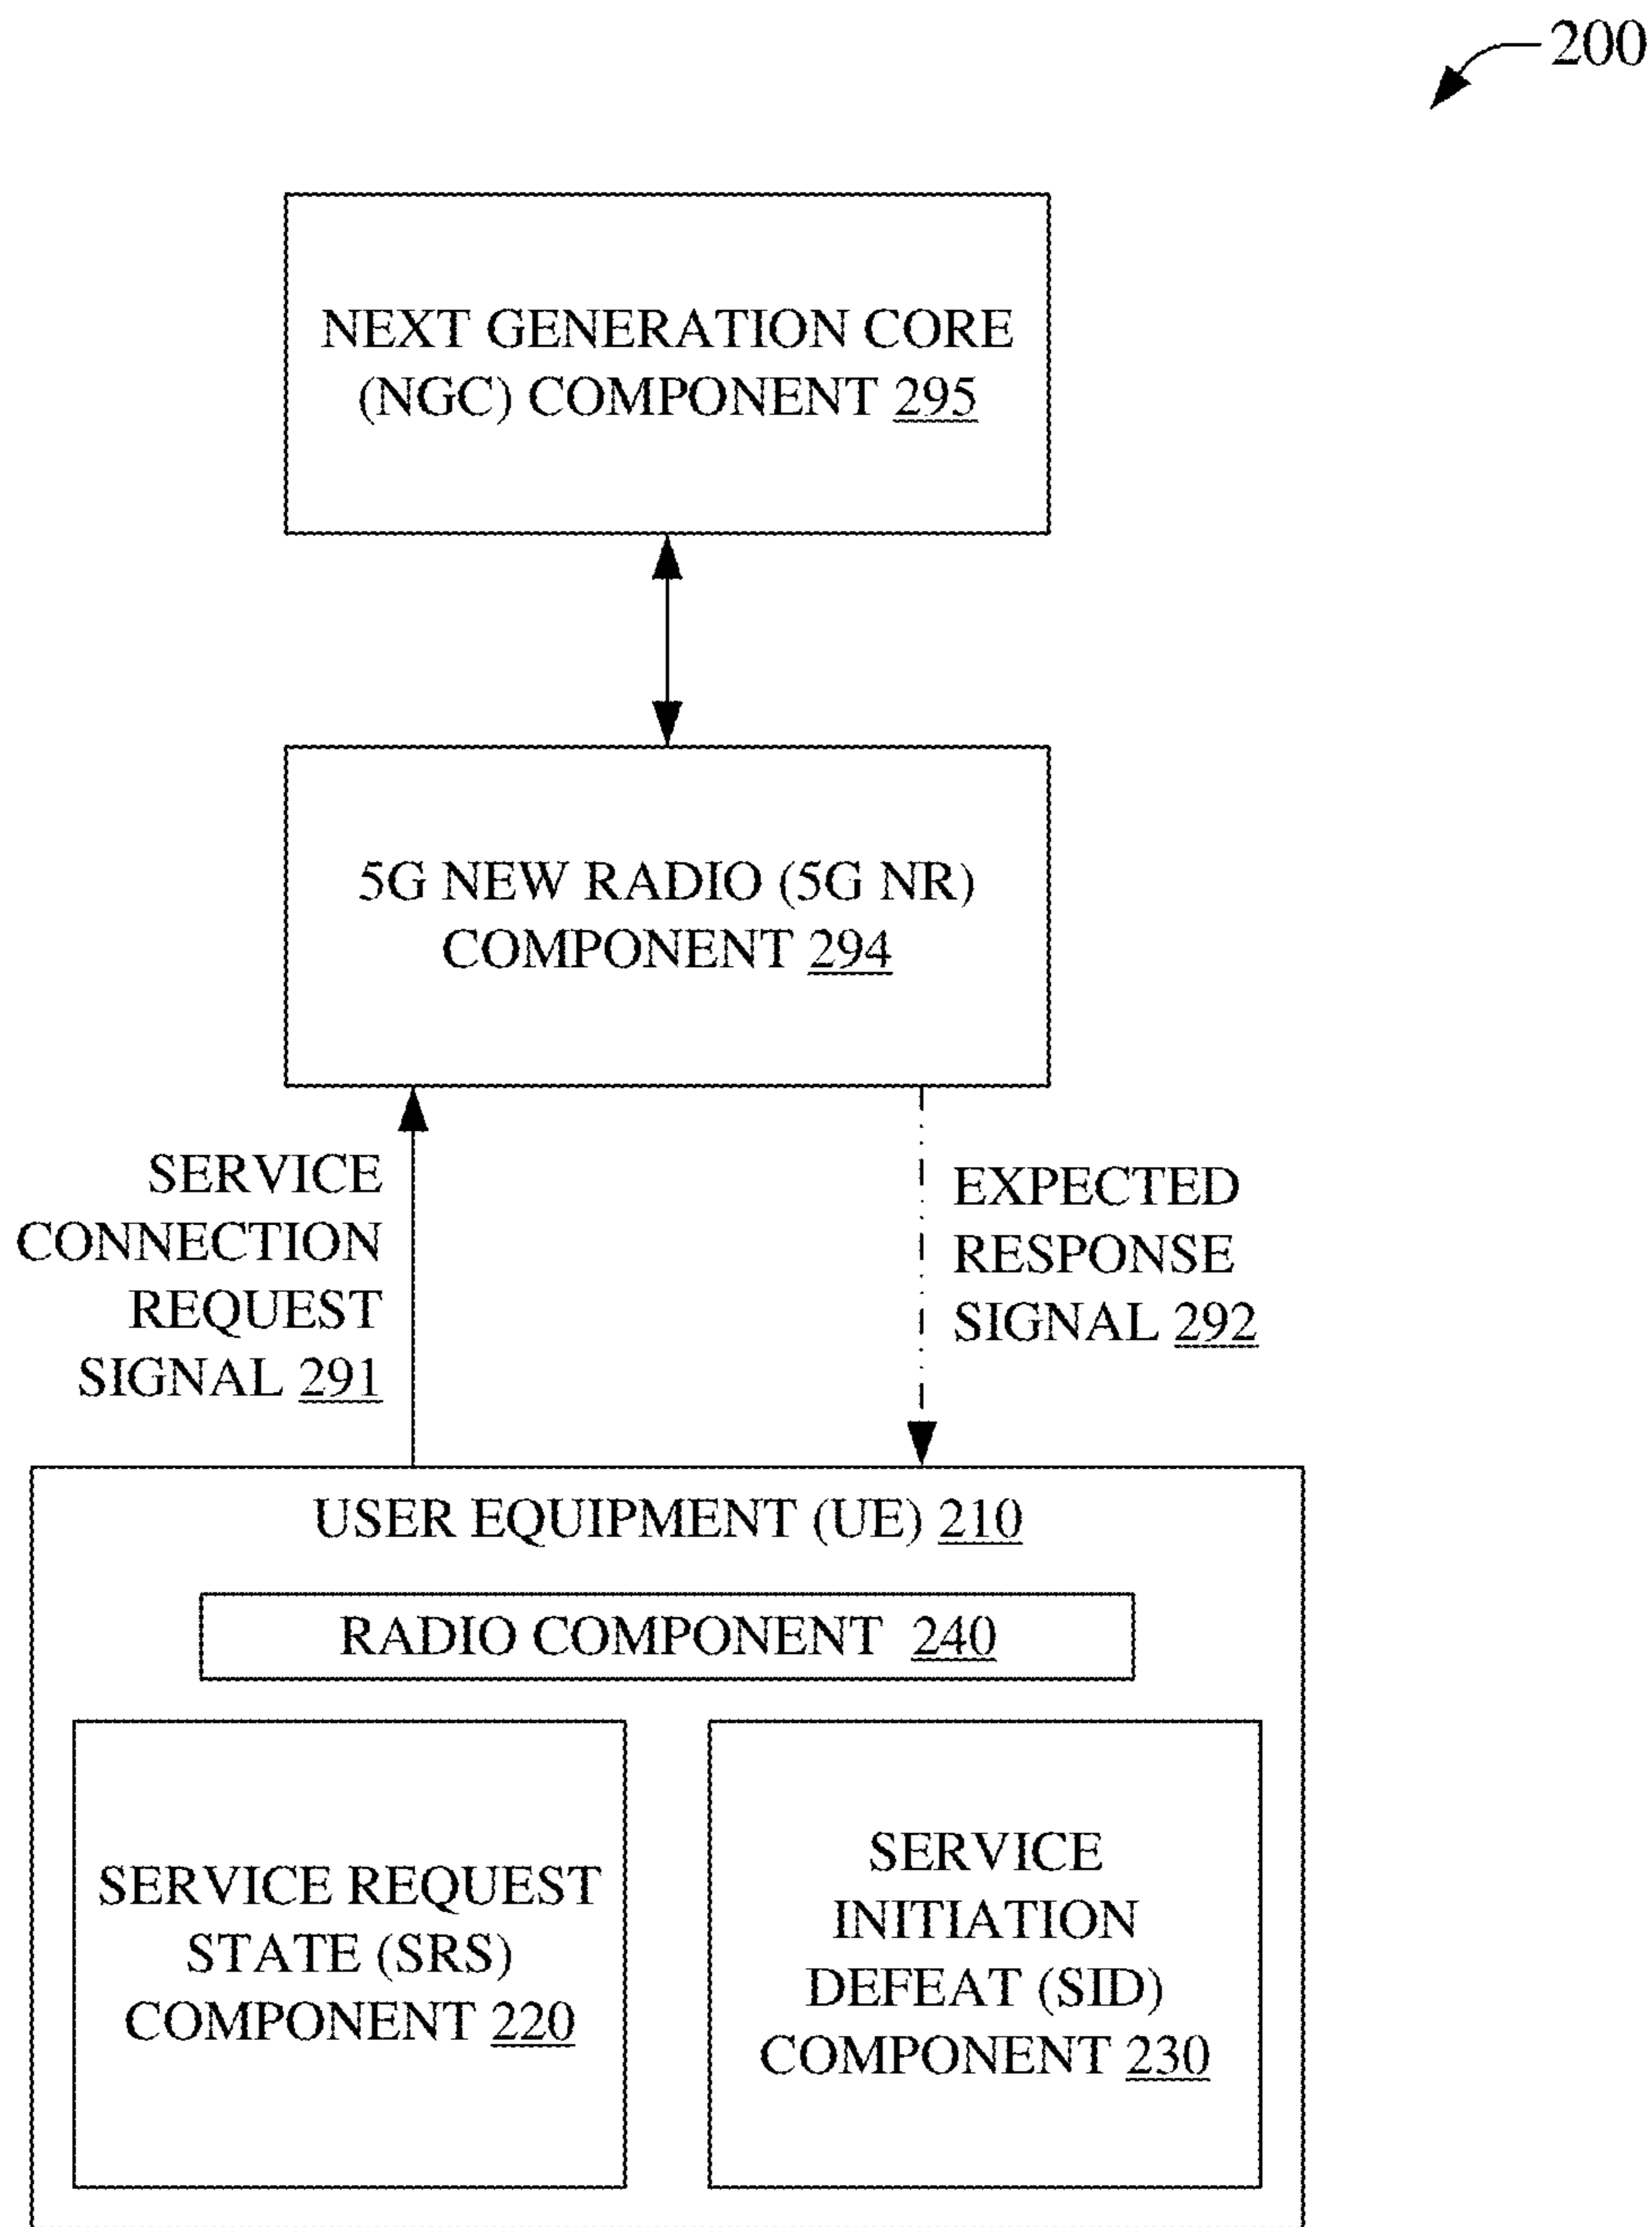 200
NEXT GENERATION CORE
(NGC) COMPONENT 295
5G NEW RADIO (5G NR)
COMPONENT 294
SERVICE
CONNECTION
REQUEST
SIGNAL 291
EXPECTED
RESPONSE
SIGNAL 292
USER EQUIPMENT (UE) 210
RADIO COMPONENT 240
SERVICE REQUEST
STATE (SRS)
COMPONENT 220
SERVICE
INITIATION
DEFEAT (SID)
COMPONENT 230